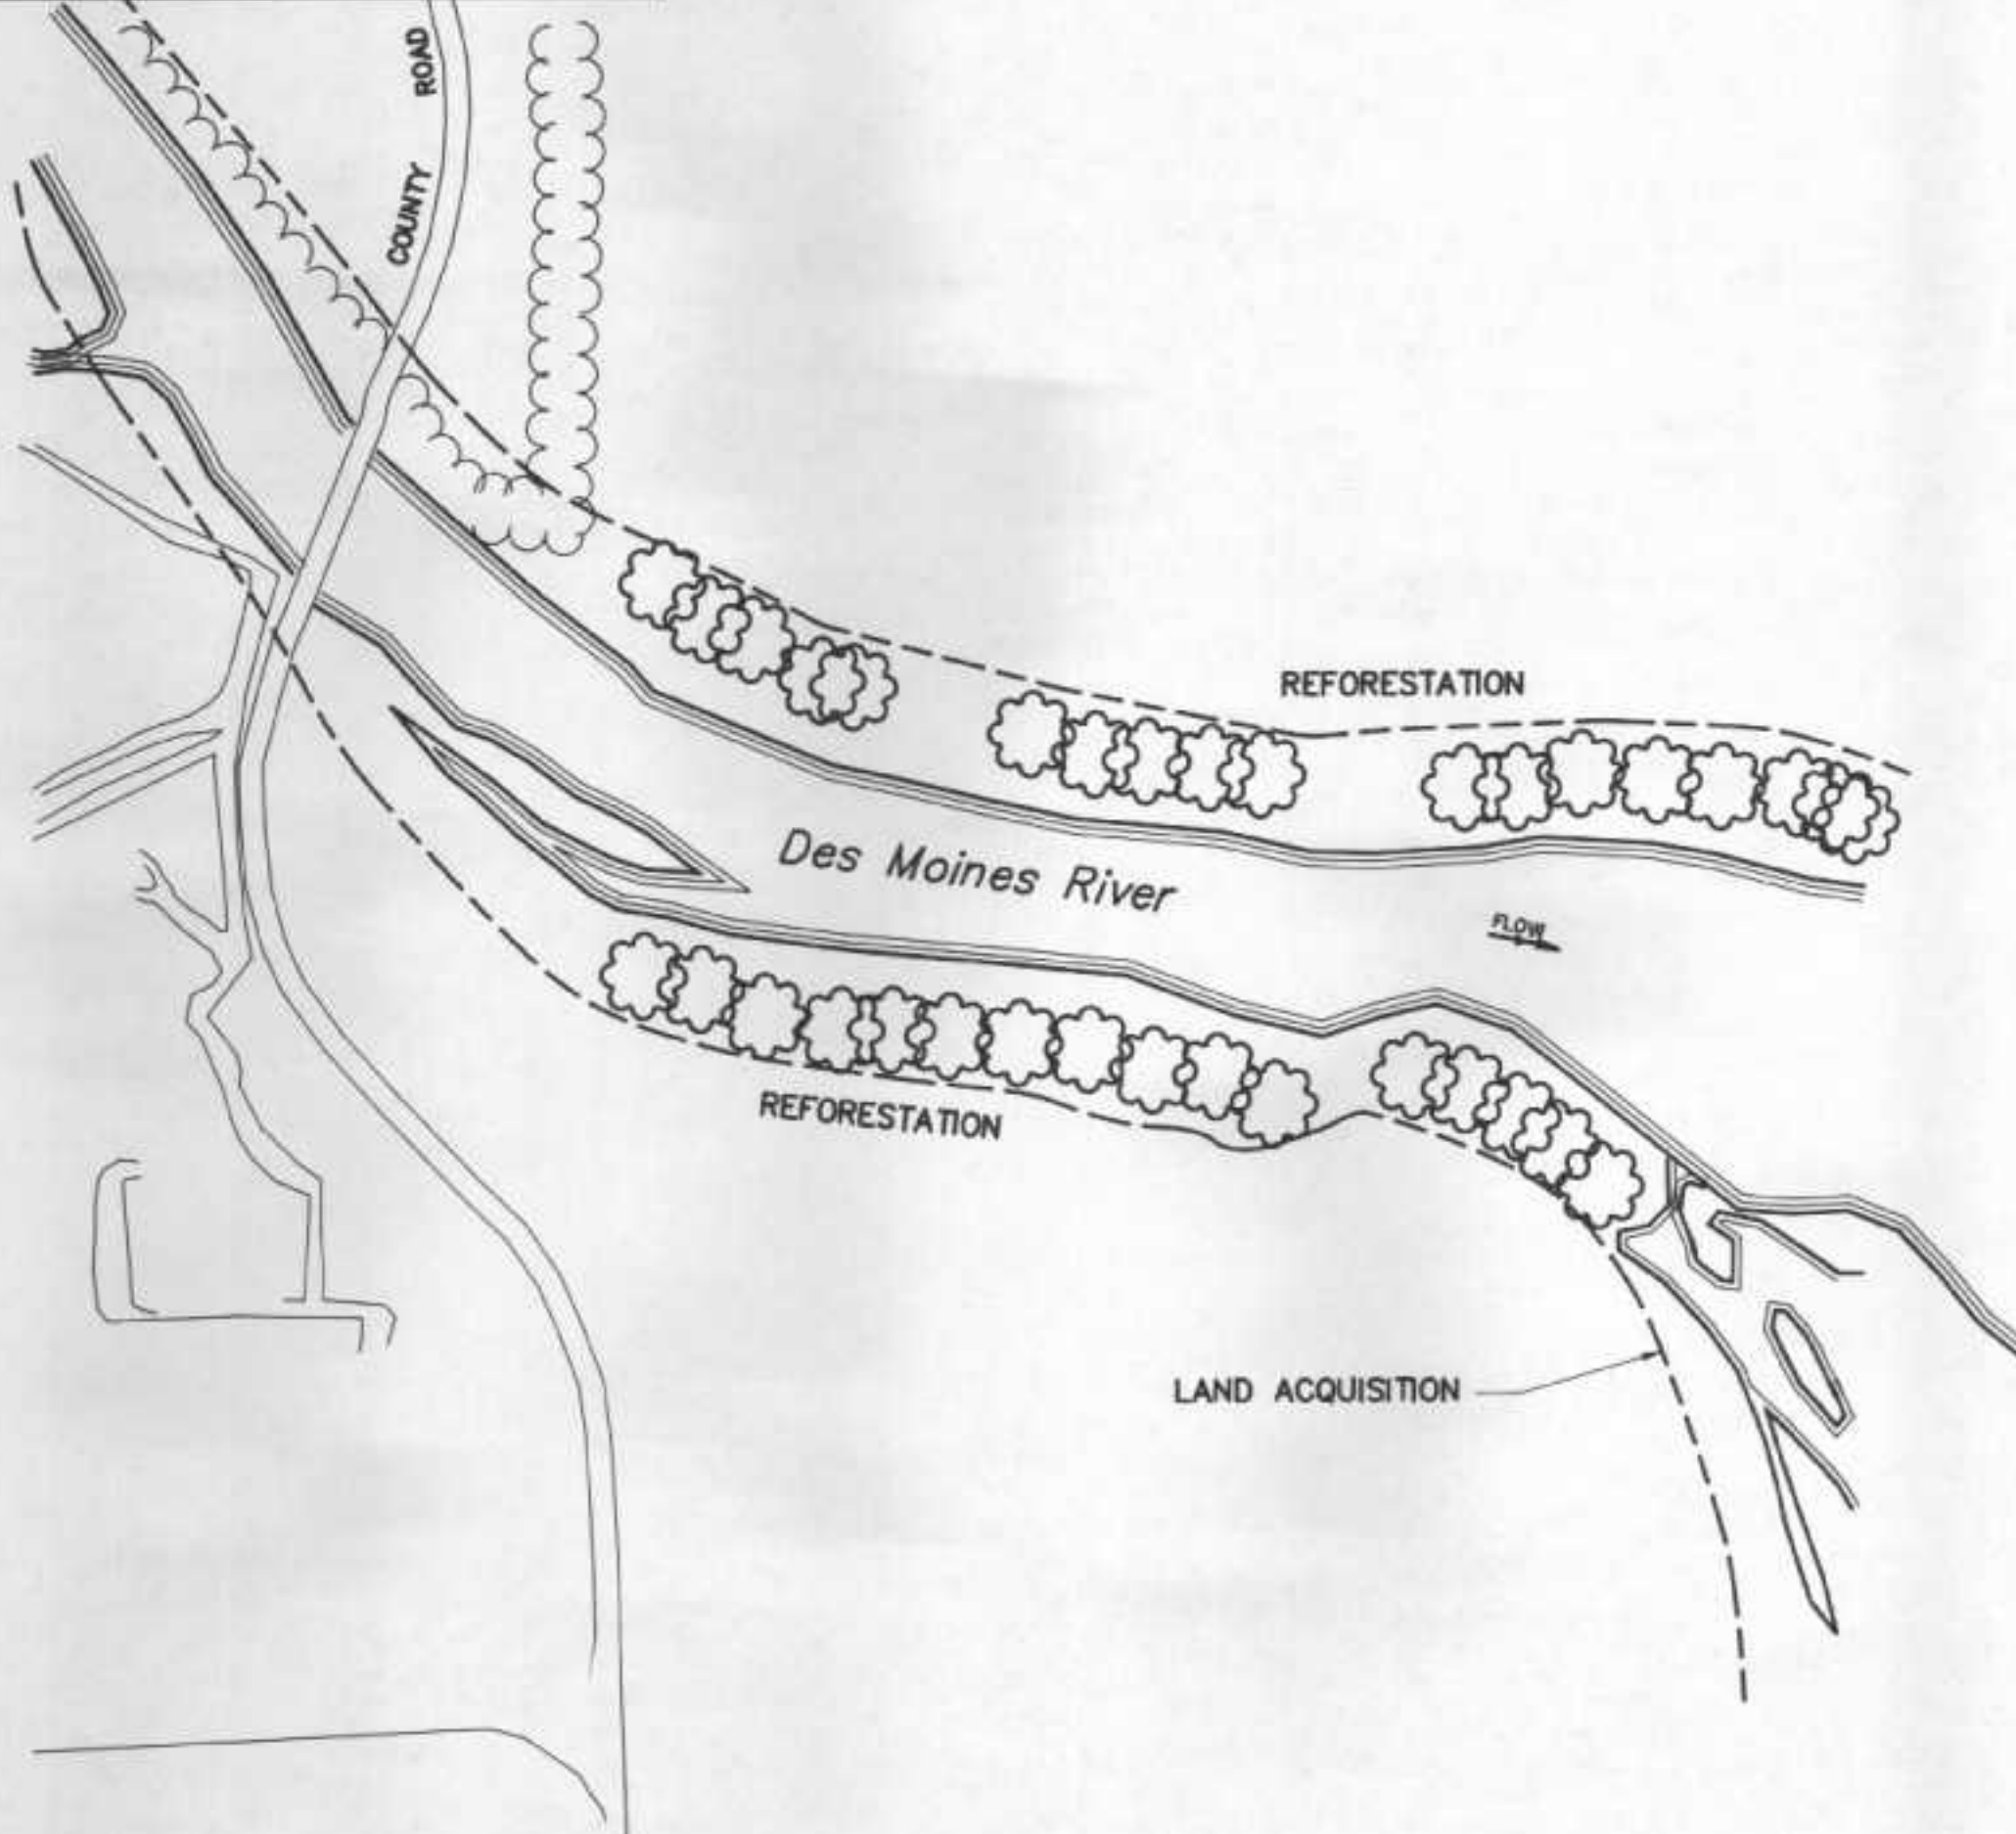 COUNTY ROAD
REFORESTATION
Des Moines River
FLOW
REFORESTATION
LAND ACQUISITION